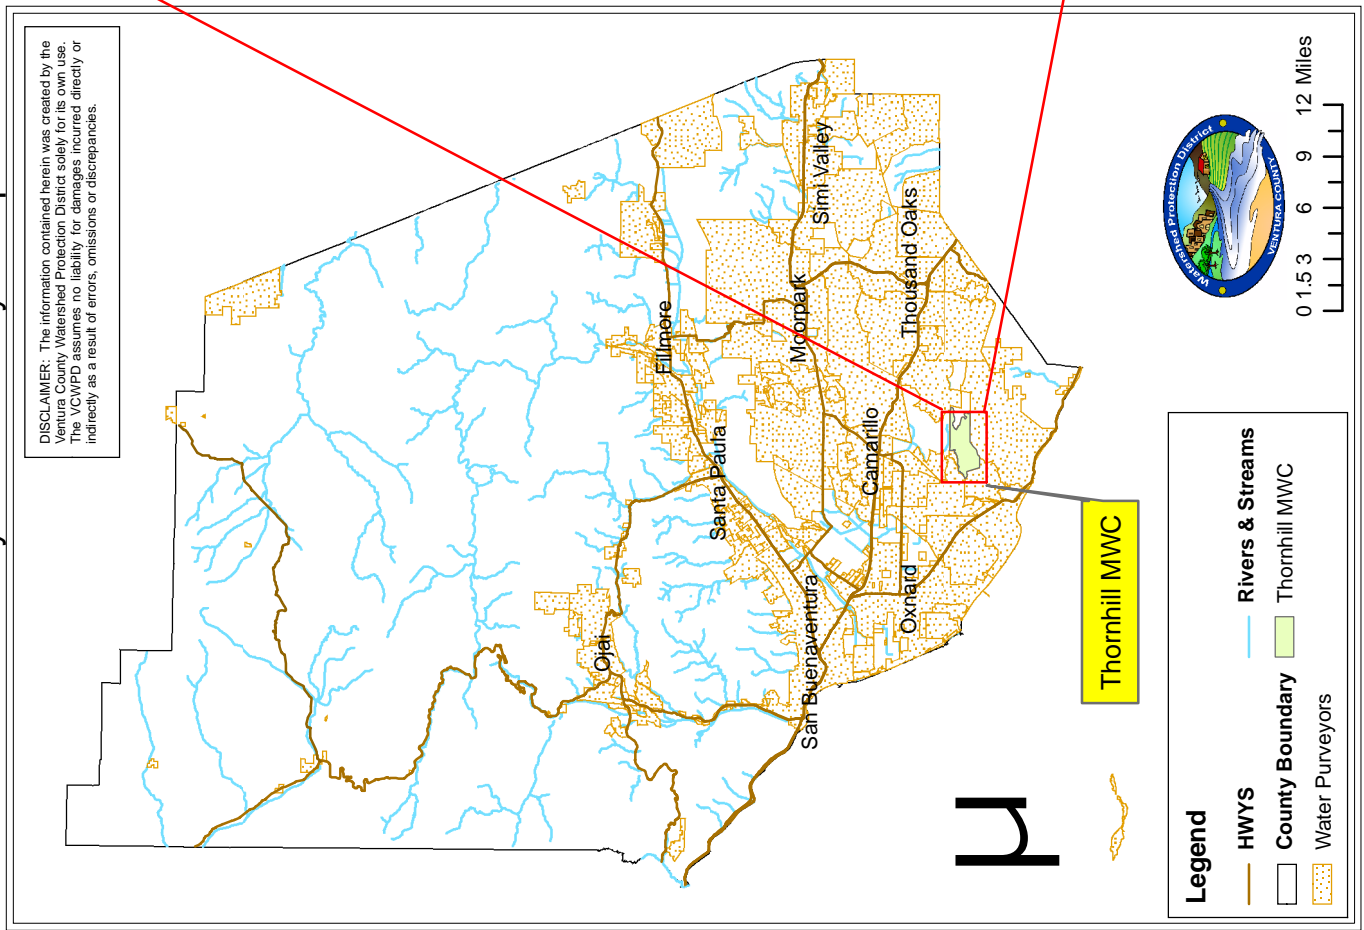 DISCLAIMER: The information contained herein was created by the
Ventura County Watershed Protection District solely for its own use.
The VCWPD assumes no liability for damages incurred directly or
indirectly as a result of errors, omissions or discrepancies.
Ojai
Fillmore
Santa Paula
San Buenaventura
Moorpark
Simi Valley
Camarillo
Thousand Oaks
Oxnard
Thornhill MWC
µ
Legend
HWYS
County Boundary
Water Purveyors
Rivers & Streams
Thornhill MWC
Watershed Protection District
VENTURA COUNTY
0 1.5 3 6 9 12 Miles